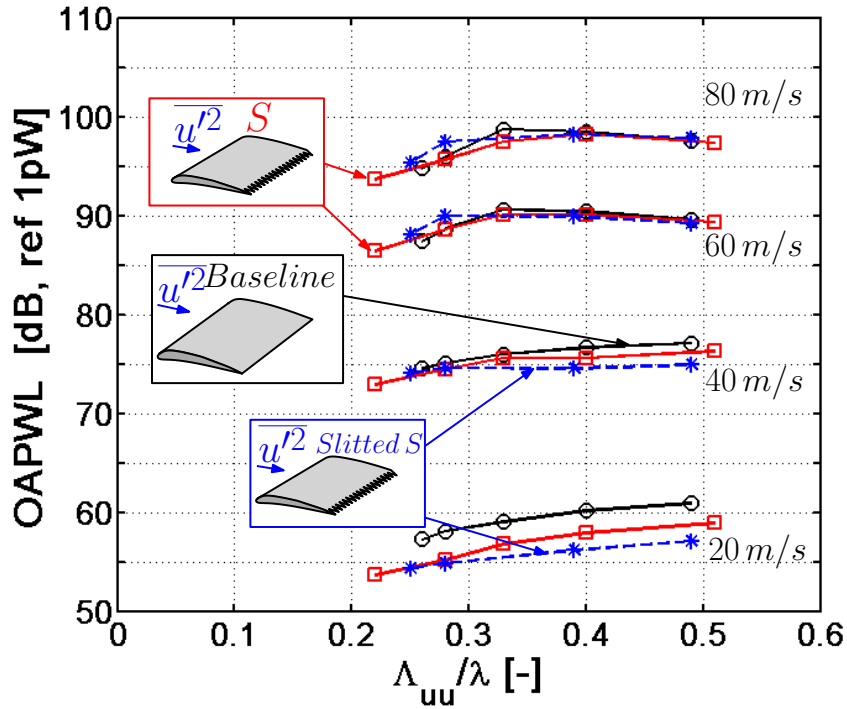 OAPWL [dB, ref 1pW]
110
100
90
80
70
60
50
0
0.1
0.2
0.3
0.4
0.5
0.6
Λuu/λ [-]
80 m/s
60 m/s
40 m/s
20 m/s
u′² S
u′² Baseline
u′² Slitted S